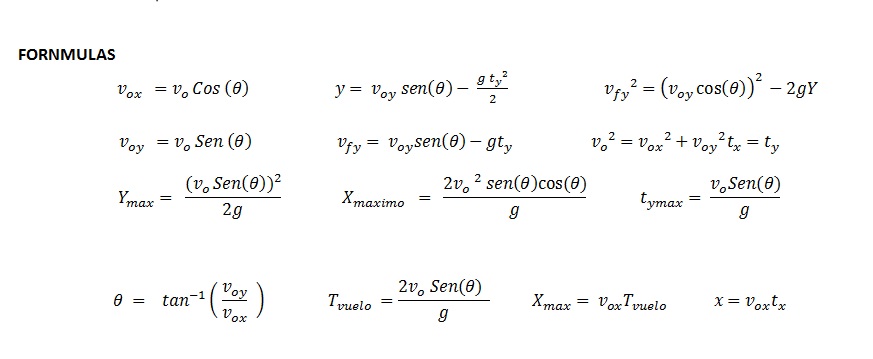 FORNMULAS
v_ox = v_o Cos (θ)    y = v_oy sen(θ) − (g t_y²)/2    v_fy² = (v_oy cos(θ))² − 2gY
v_oy = v_o Sen (θ)    v_fy = v_oy sen(θ) − gt_y    v_o² = v_ox² + v_oy² t_x = t_y
Y_max = (v_o Sen(θ))²/2g    X_maximo = (2v_o² sen(θ)cos(θ))/g    t_ymax = (v_o Sen(θ))/g
θ = tan⁻¹(v_oy/v_ox)    T_vuelo = (2v_o Sen(θ))/g    X_max = v_ox T_vuelo    x = v_ox t_x